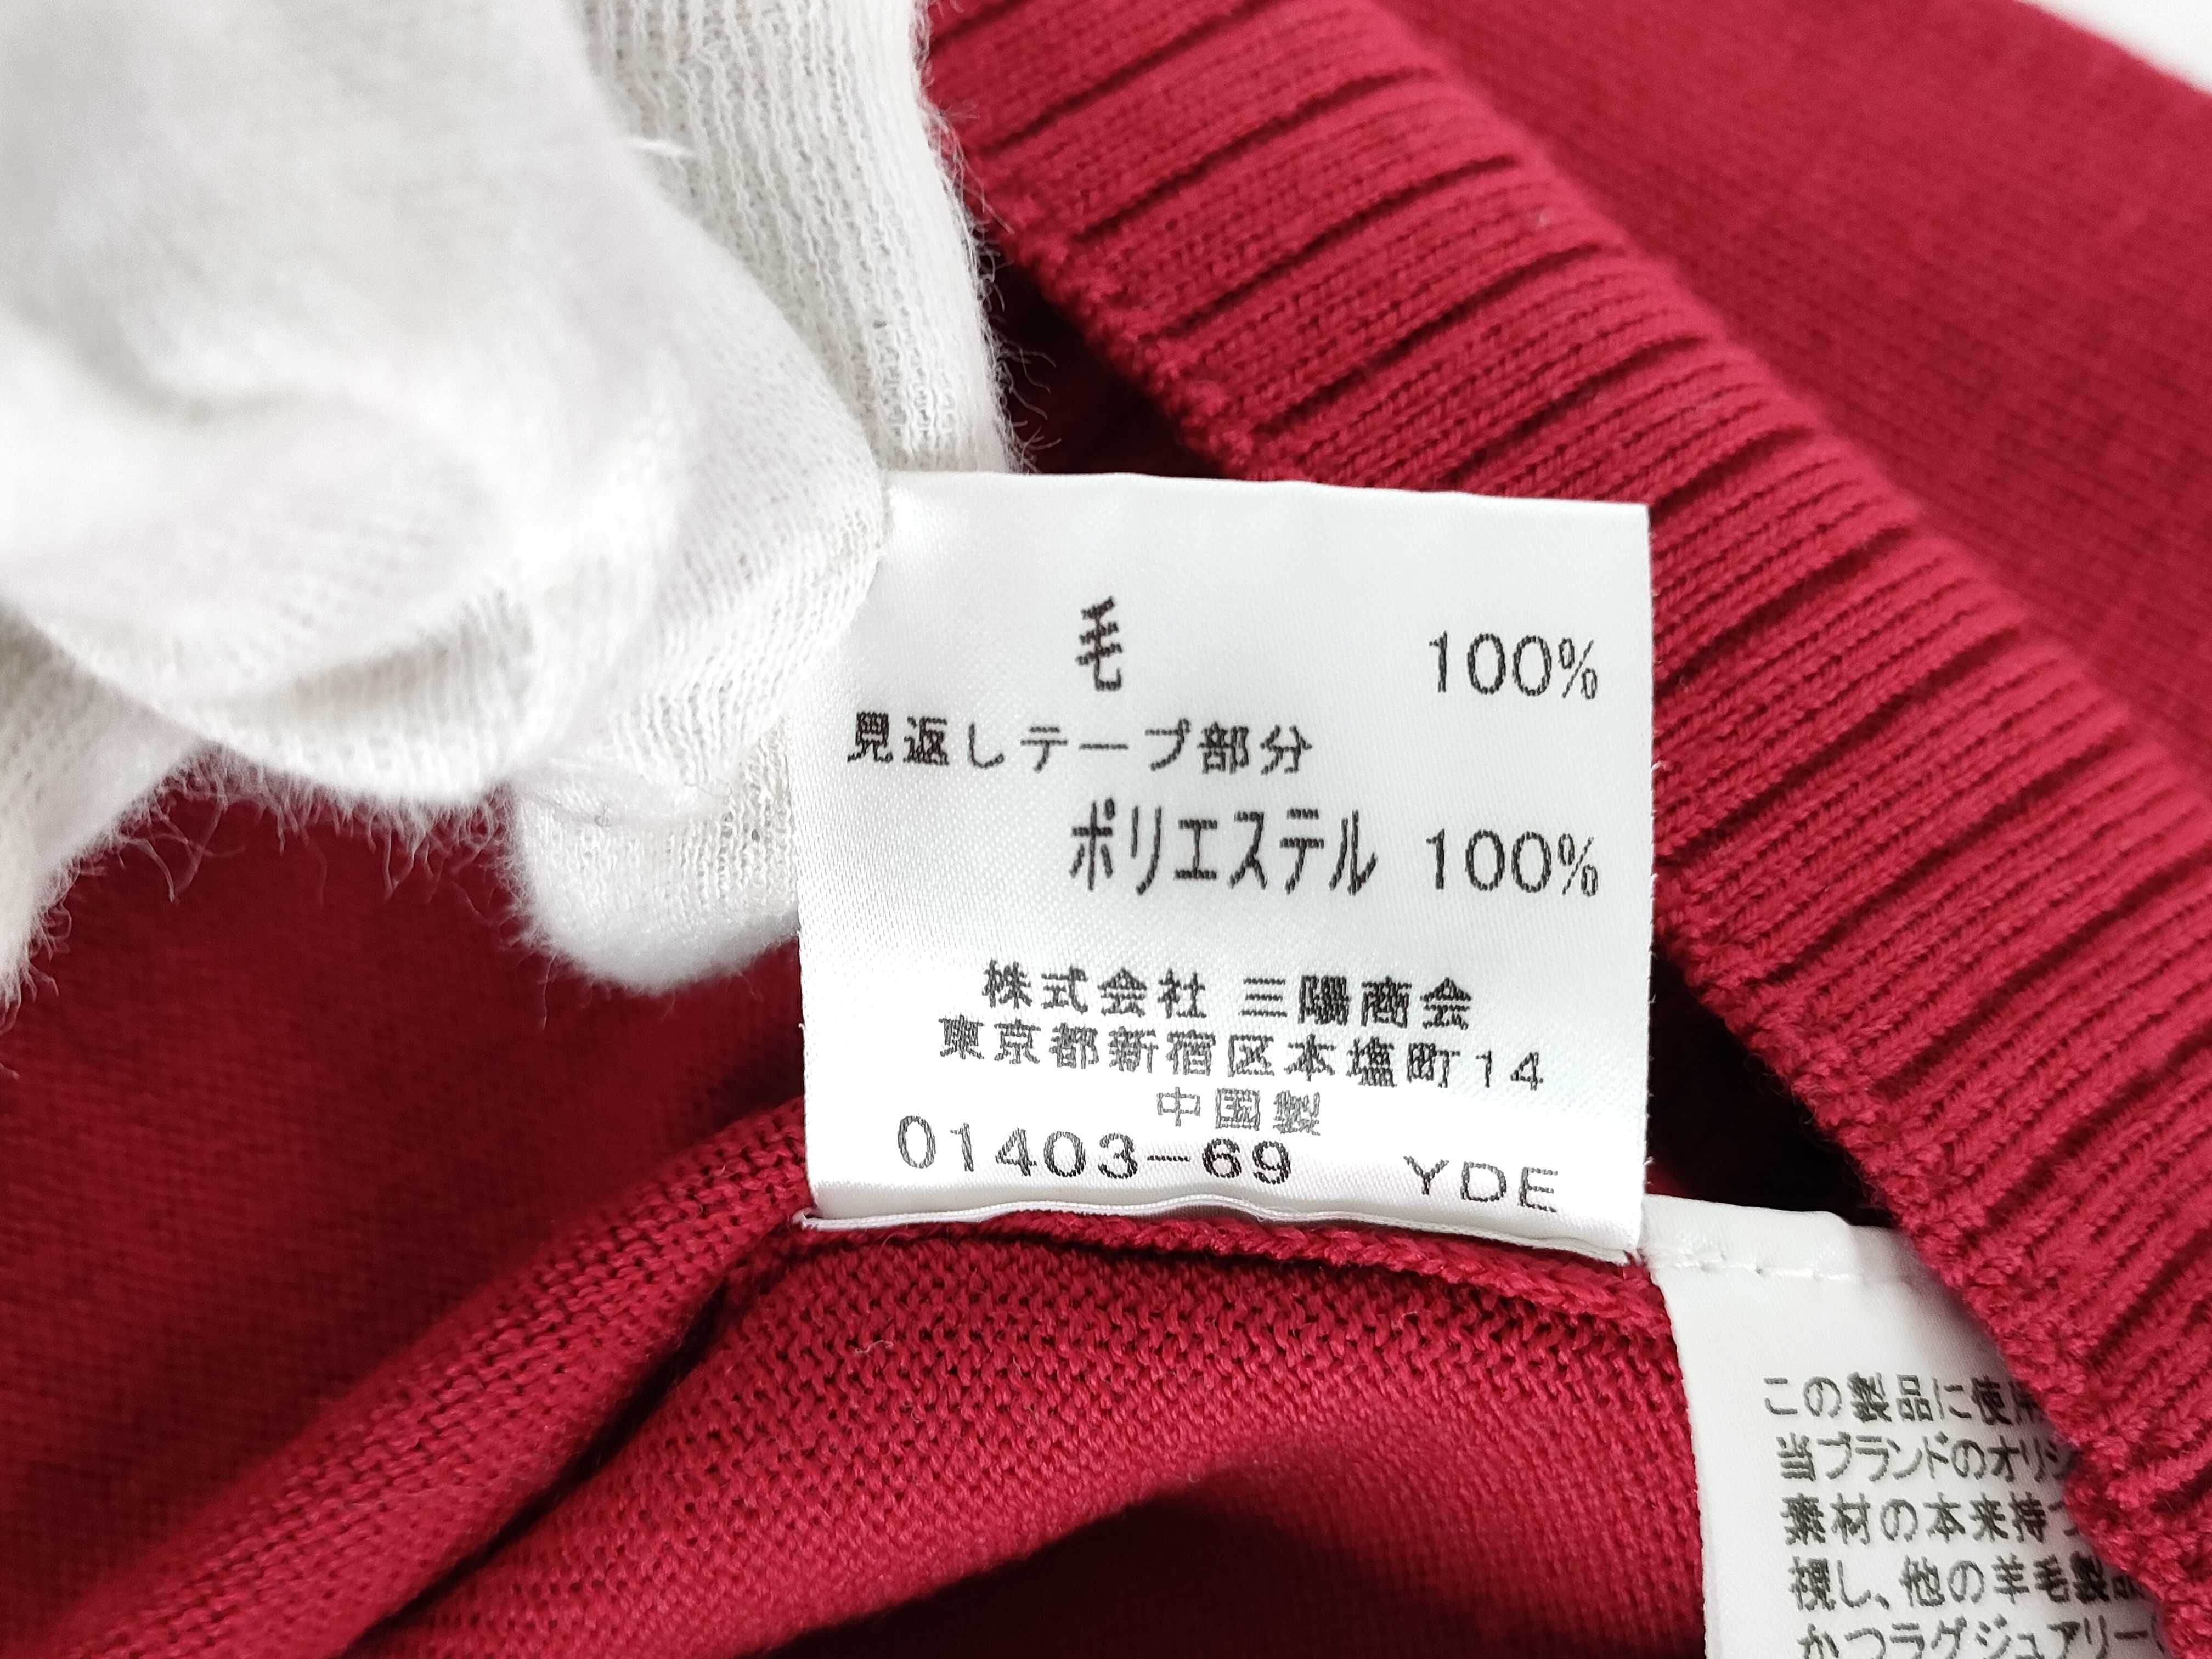 毛 100%
見返しテープ部分
ポリエステル 100%
株式会社 三陽商会
東京都新宿区本塩町14
中国製
01403-69 YDE
この製品に使用
当ブランドのオリジ
素材の本来持つ
視し、他の羊毛製品
かつラグジュアリー